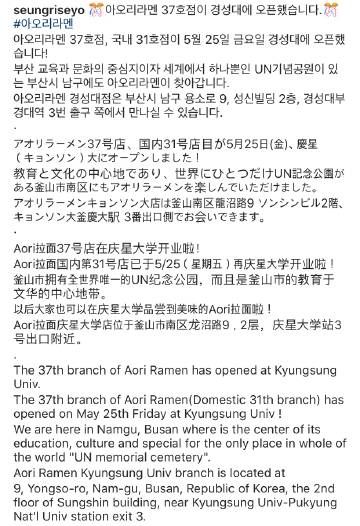 seungriseyo 🎊 아오리라멘 37호점이 경성대에 오픈했습니다.🎊
#아오리라멘
아오리라멘 37호점, 국내 31호점이 5월 25일 금요일 경성대에 오픈했
습니다!
부산 교육과 문화의 중심지이자 세계에서 하나뿐인 UN기념공원이 있
는 부산시 남구에도 아오리라멘이 찾아갑니다.
아오리라멘 경성대점은 부산시 남구 용소로 9, 성신빌딩 2층, 경성대부
경대역 3번 출구 쪽에서 만나실 수 있습니다.
.
アオリラーメン37号店、国内31号店目が5月25日(金)、慶星
（キョンソン）大にオープンしました！
教育と文化の中心地であり、世界にひとつだけUN記念公園が
ある釜山市南区にもアオリラーメンを楽しんでいただけました。
アオリラーメンキョンソン大店は釜山南区龍沼路9 ソンシンビル2階、
キョンソン大釜慶大駅 3番出口側でお会いできます。
.
Aori拉面37号店在庆星大学开业啦！
Aori拉面国内第31号店已于5/25（星期五）再庆星大学开业啦！
釜山市拥有全世界唯一的UN纪念公园，而且是釜山市的教育于
文华的中心地带。
以后大家也可以在庆星大学品尝到美味的Aori拉面啦！
Aori拉面庆星大学店位于釜山市南区龙沼路9，2层，庆星大学站3
号出口附近。
.
The 37th branch of Aori Ramen has opened at Kyungsung
Univ.
The 37th branch of Aori Ramen(Domestic 31th branch) has
opened on May 25th Friday at Kyungsung Univ !
We are here in Namgu, Busan where is the center of its
education, culture and special for the only place in whole of
the world "UN memorial cemetery".
Aori Ramen Kyungsung Univ branch is located at
9, Yongso-ro, Nam-gu, Busan, Republic of Korea, the 2nd
floor of Sungshin building, near Kyungsung Univ-Pukyung
Nat'l Univ station exit 3.